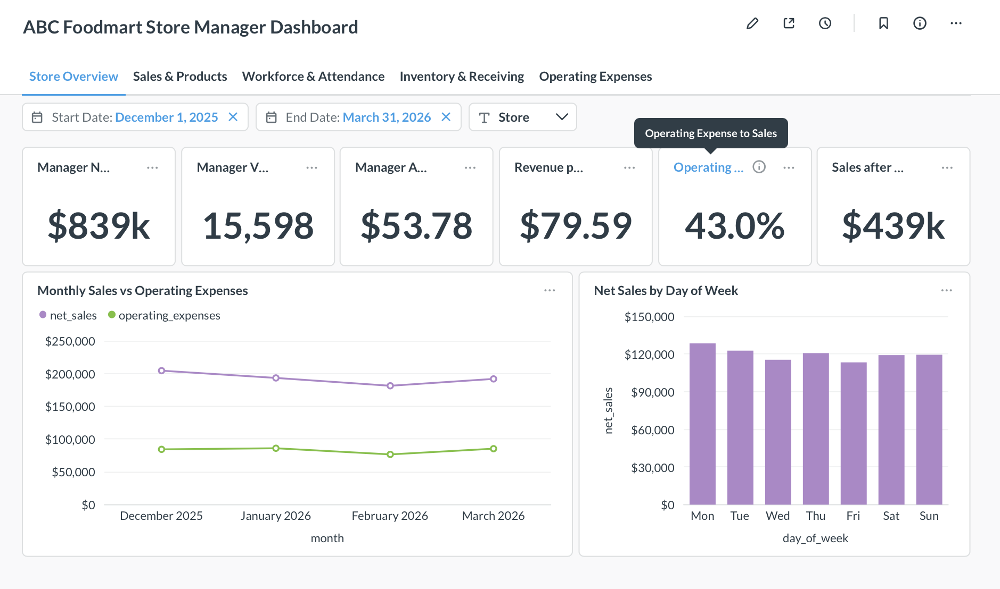 ABC Foodmart Store Manager Dashboard
Store Overview Sales & Products Workforce & Attendance Inventory & Receiving Operating Expenses
Start Date: December 1, 2025 End Date: March 31, 2026 Store
Operating Expense to Sales
Manager N... Manager V... Manager A... Revenue p... Operating ... Sales after ...
$839k 15,598 $53.78 $79.59 43.0% $439k
Monthly Sales vs Operating Expenses
net_sales operating_expenses
$250,000
$200,000
$150,000
$100,000
$50,000
$0
December 2025 January 2026 February 2026 March 2026
month
Net Sales by Day of Week
$150,000
$120,000
$90,000
$60,000
$30,000
$0
net_sales
Mon Tue Wed Thu Fri Sat Sun
day_of_week